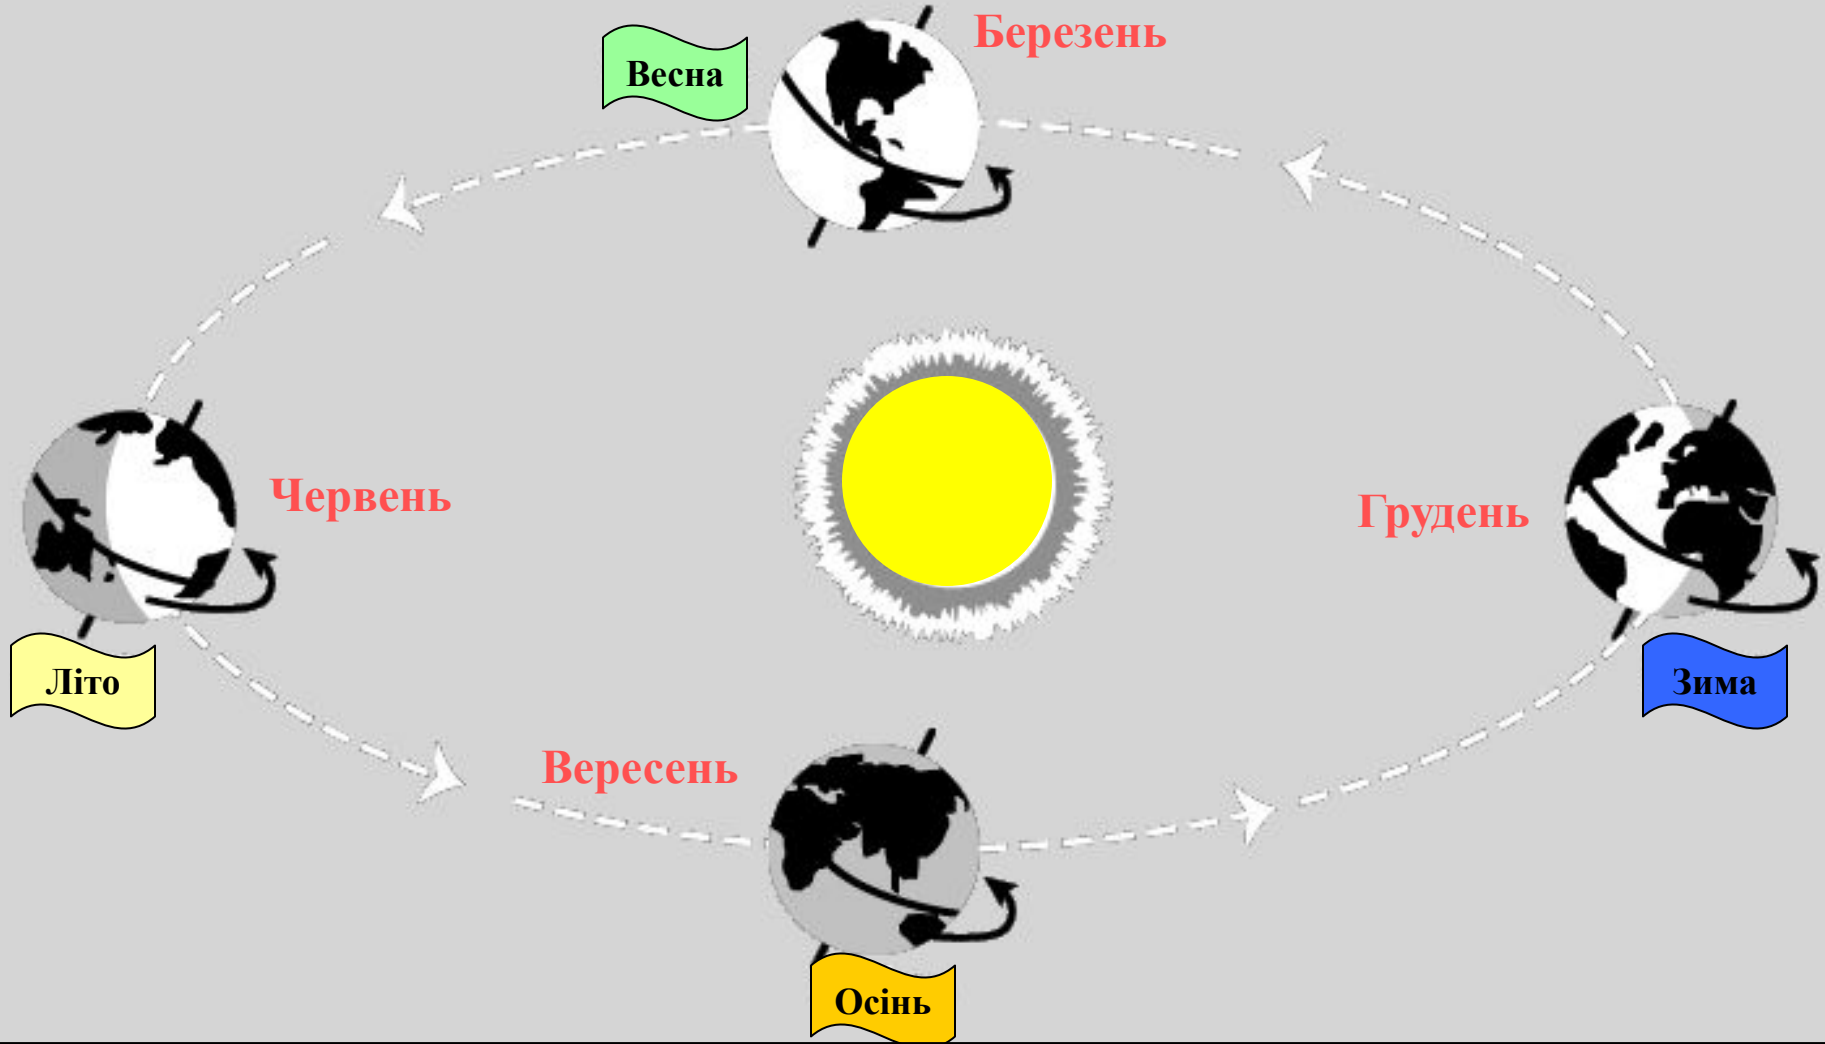 Березень
Весна
Червень
Грудень
Літо
Зима
Вересень
Осінь